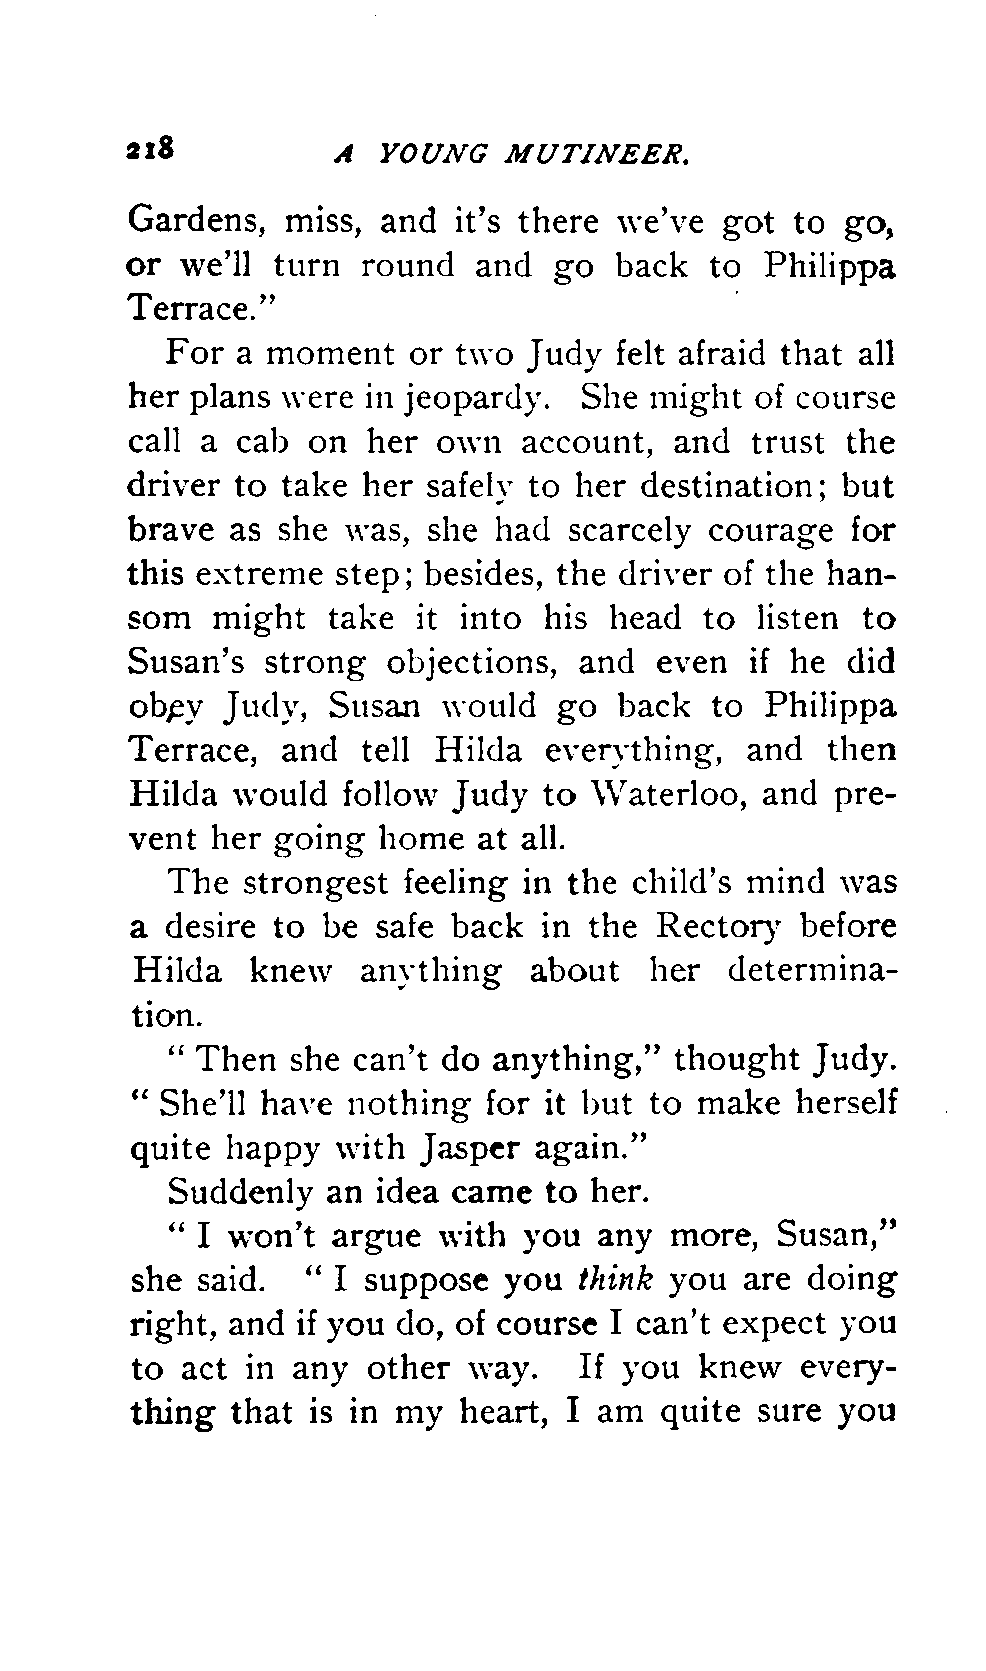 218 A YOUNG MUTINEER.
Gardens, miss, and it's there we've got to go,
or we'll turn round and go back to Philippa
Terrace."
For a moment or two Judy felt afraid that all
her plans were in jeopardy. She might of course
call a cab on her own account, and trust the
driver to take her safely to her destination; but
brave as she was, she had scarcely courage for
this extreme step; besides, the driver of the han-
som might take it into his head to listen to
Susan's strong objections, and even if he did
obey Judy, Susan would go back to Philippa
Terrace, and tell Hilda everything, and then
Hilda would follow Judy to Waterloo, and pre-
vent her going home at all.
The strongest feeling in the child's mind was
a desire to be safe back in the Rectory before
Hilda knew anything about her determina-
tion.
" Then she can't do anything," thought Judy.
" She'll have nothing for it but to make herself
quite happy with Jasper again."
Suddenly an idea came to her.
" I won't argue with you any more, Susan,"
she said. " I suppose you think you are doing
right, and if you do, of course I can't expect you
to act in any other way. If you knew every-
thing that is in my heart, I am quite sure you